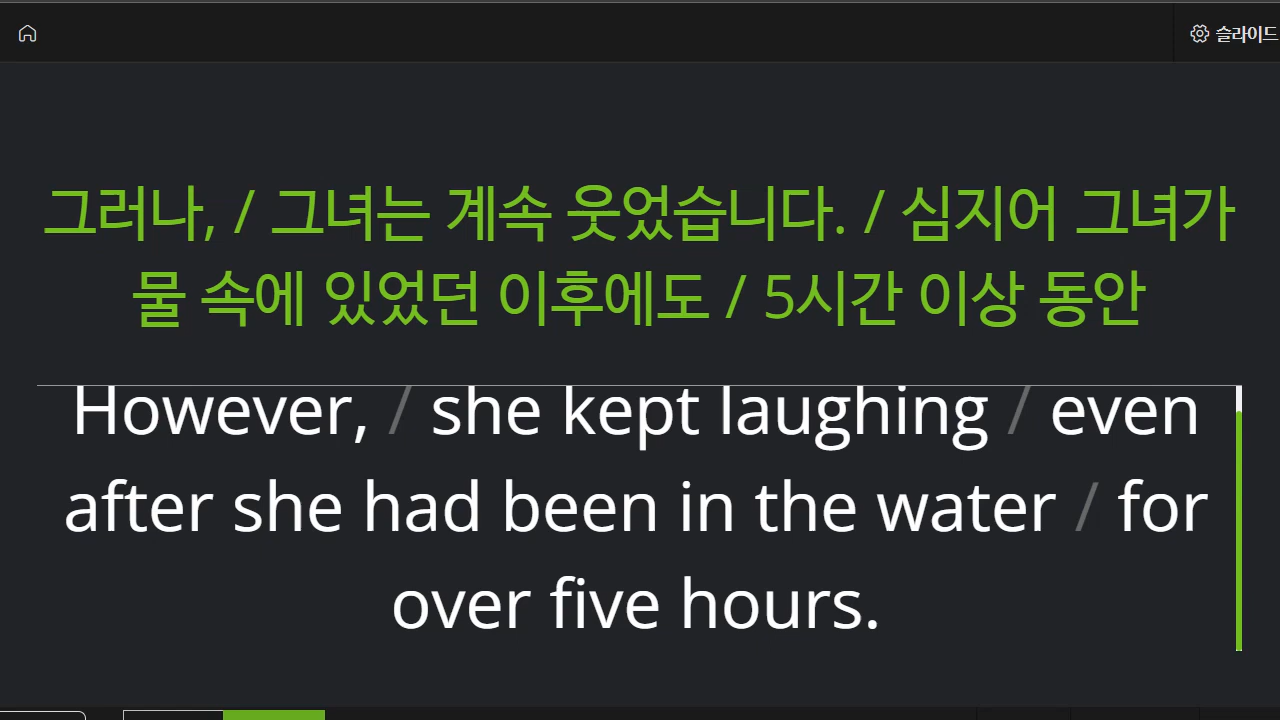 슬라이드
그러나, / 그녀는 계속 웃었습니다. / 심지어 그녀가
물 속에 있었던 이후에도 / 5시간 이상 동안
However, / she kept laughing / even
after she had been in the water / for
over five hours.